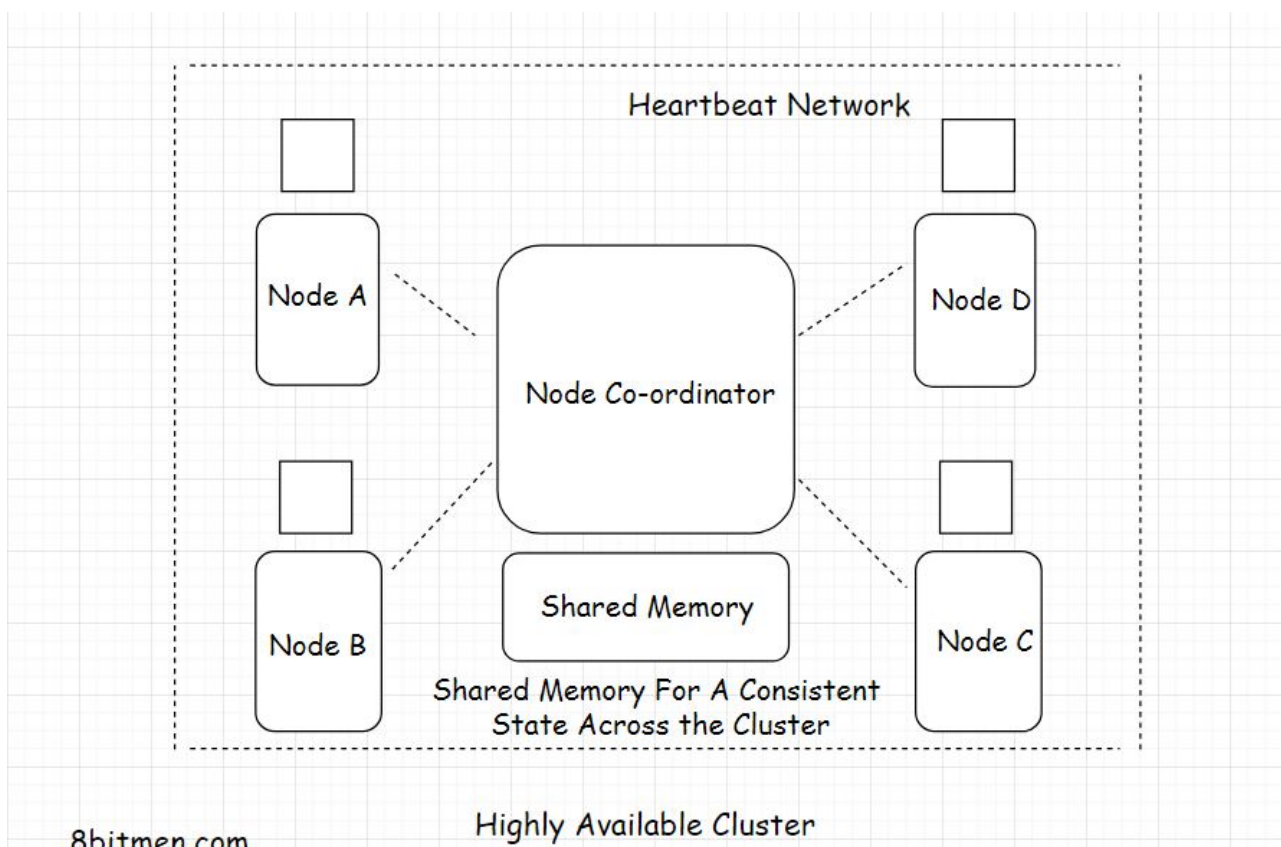 Heartbeat Network
Node A
Node D
Node Co-ordinator
Shared Memory
Node B
Node C
Shared Memory For A Consistent
State Across the Cluster
Highly Available Cluster
8bitmen.com